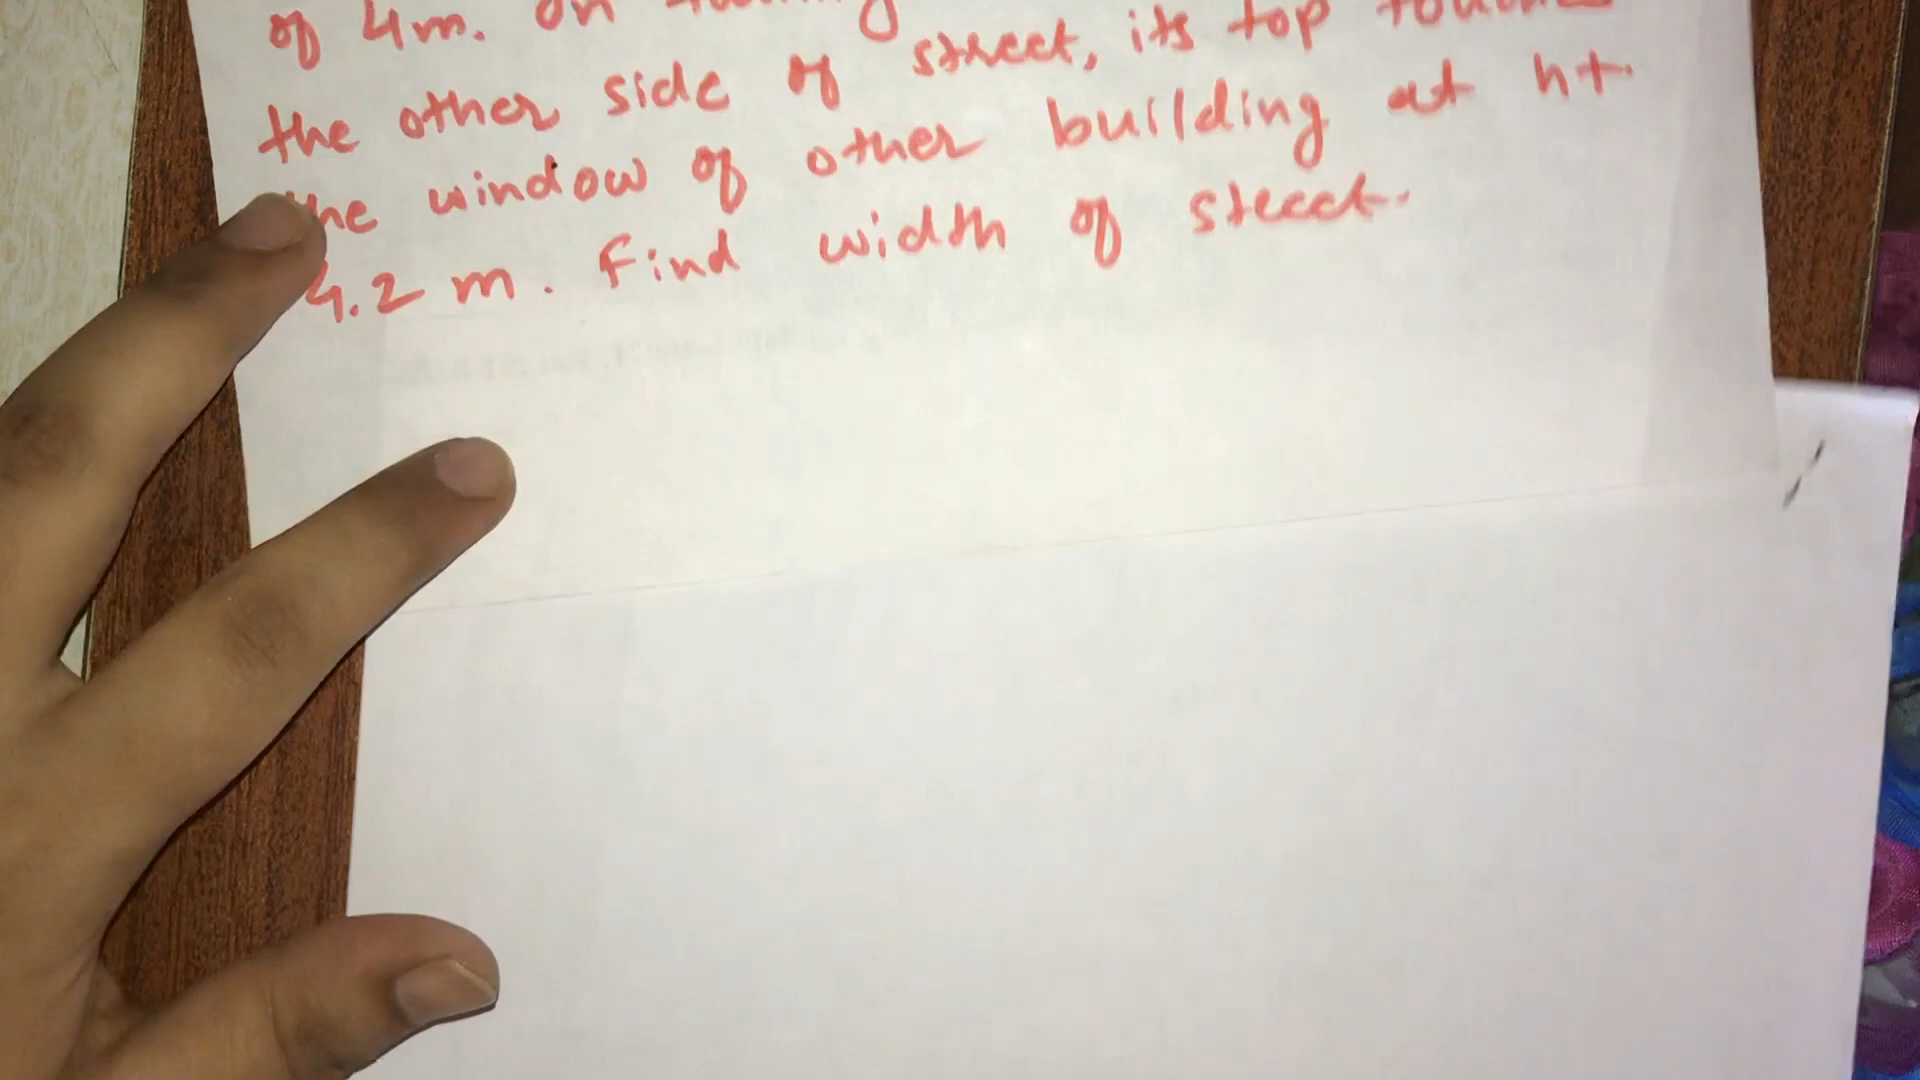 of 4m. On
the other side of street, its top
the window of other building at ht.
4.2 m. Find width of street.